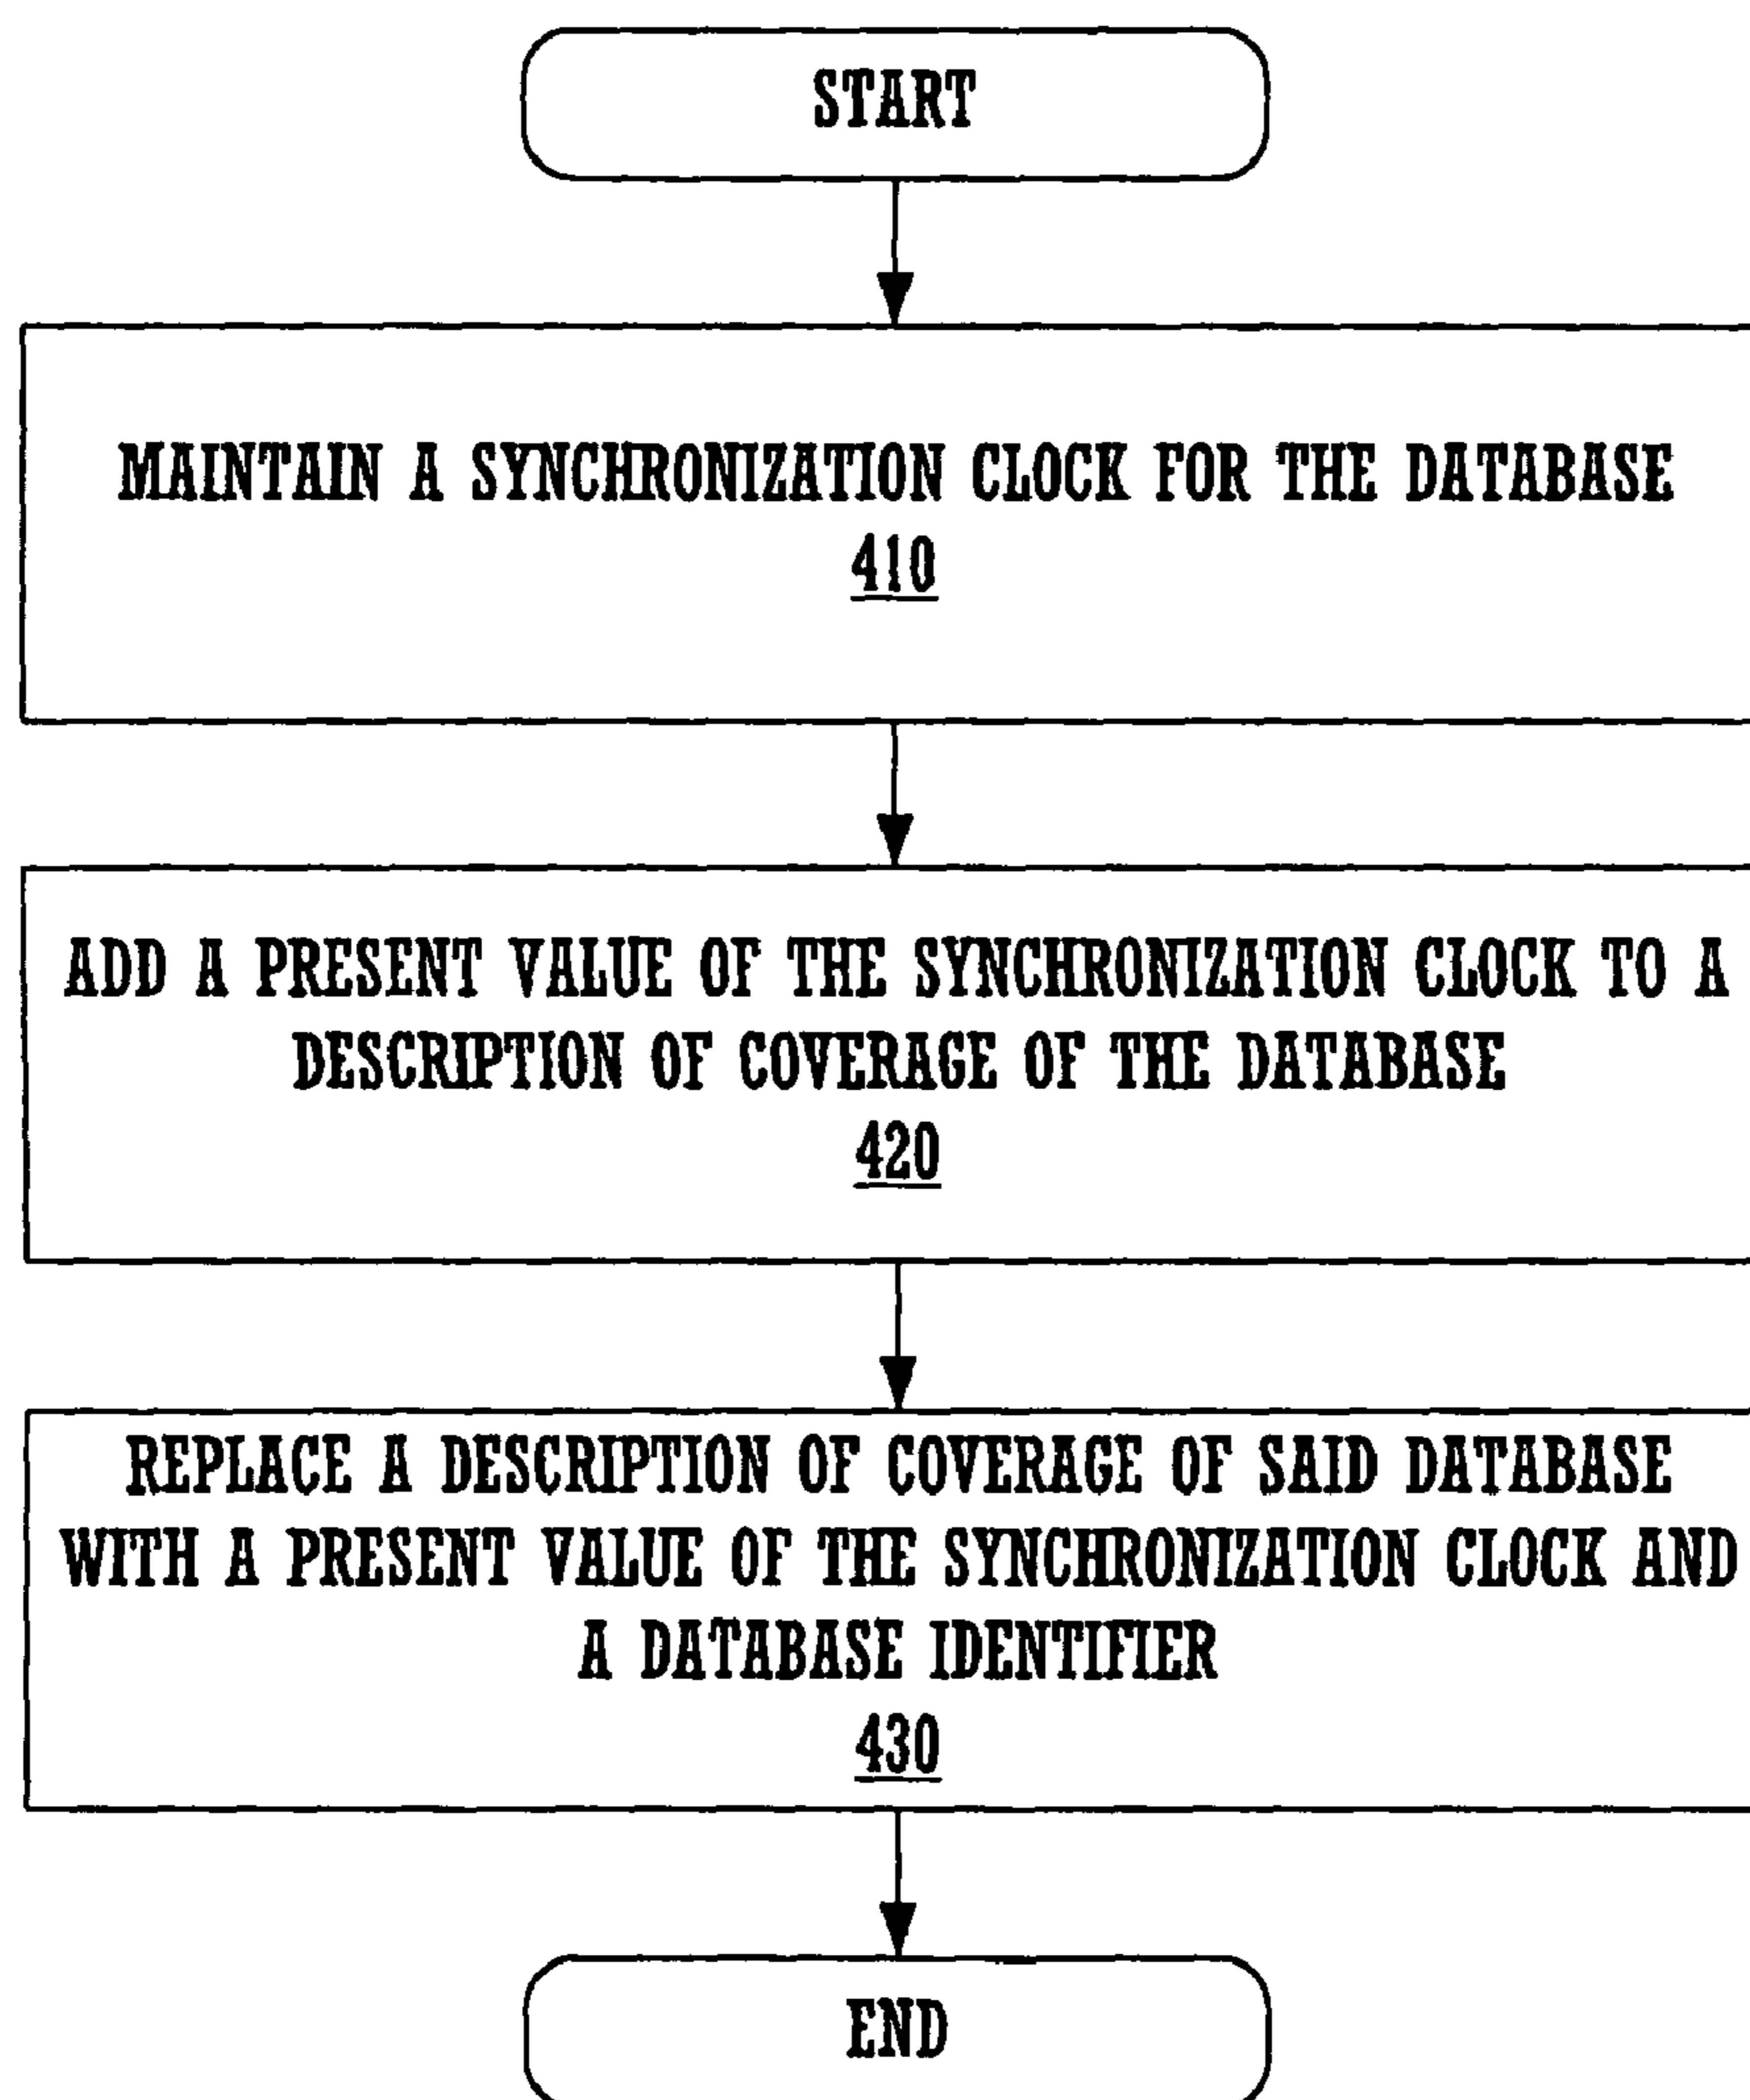 START
MAINTAIN A SYNCHRONIZATION CLOCK FOR THE DATABASE
410
ADD A PRESENT VALUE OF THE SYNCHRONIZATION CLOCK TO A
DESCRIPTION OF COVERAGE OF THE DATABASE
420
REPLACE A DESCRIPTION OF COVERAGE OF SAID DATABASE
WITH A PRESENT VALUE OF THE SYNCHRONIZATION CLOCK AND
A DATABASE IDENTIFIER
430
END